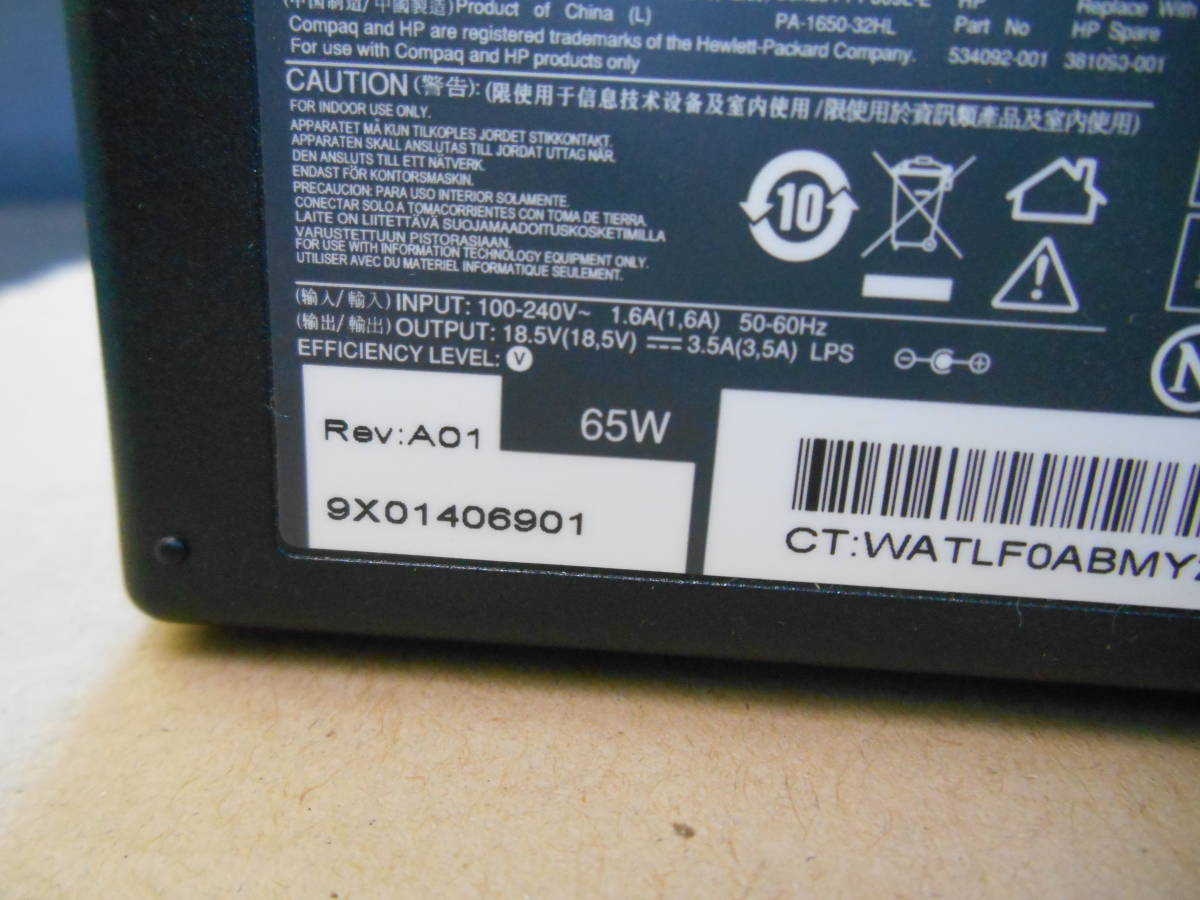 (中国制造/中國製造)Product of China (L)
PA-1650-32HL
HP
Part No
534092-001
Replace With
HP Spare
381090-001
Compaq and HP are registered trademarks of the Hewlett-Packard Company.
For use with Compaq and HP products only
CAUTION (警告): (限使用于信息技术设备及室内使用/限使用於資訊類產品及室内使用)
FOR INDOOR USE ONLY.
APPARATET MÅ KUN TILKOPLES JORDET STIKKONTAKT.
APPARATEN SKALL ANSLUTAS TILL JORDAT UTTAG NÄR.
DEN ANSLUTS TILL ETT NÄTVERK.
ENDAST FÖR KONTORSMASKIN.
PRECAUCION: PARA USO INTERIOR SOLAMENTE.
CONECTAR SOLO A TOMACORRIENTES CON TOMA DE TIERRA.
LAITE ON LIITETTÄVÄ SUOJAMAADOITUSKOSKETIMILLA
VARUSTETTUUN PISTORASIAAN.
FOR USE WITH INFORMATION TECHNOLOGY EQUIPMENT ONLY.
UTILISER AVEC DU MATERIEL INFORMATIQUE SEULEMENT.
10
(输入/輸入) INPUT: 100-240V~ 1.6A(1,6A) 50-60Hz
(输出/輸出) OUTPUT: 18.5V(18,5V) ⎓ 3.5A(3,5A) LPS
EFFICIENCY LEVEL: V
65W
Rev:A01
9X01406901
CT:WATLF0ABMY